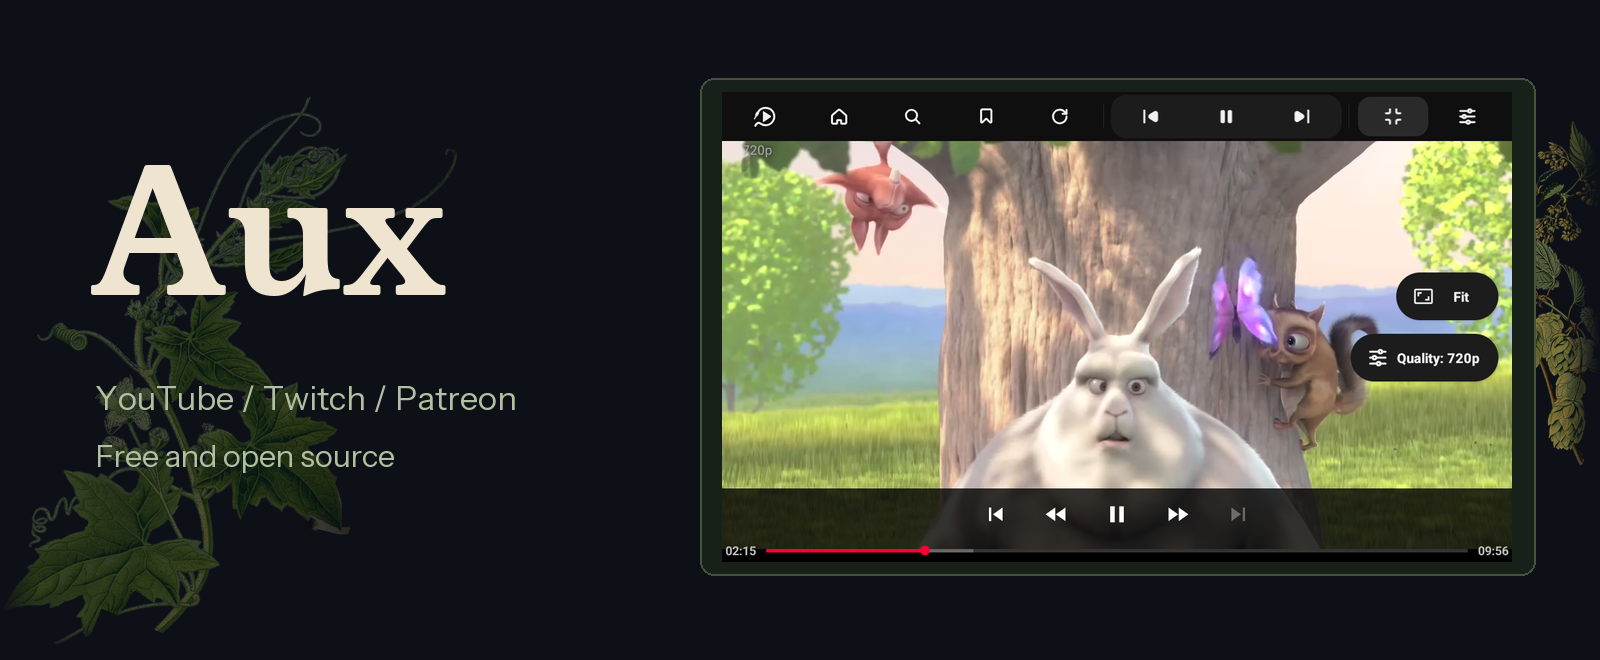 Aux
YouTube / Twitch / Patreon
Free and open source
720p
Fit
Quality: 720p
02:15
09:56